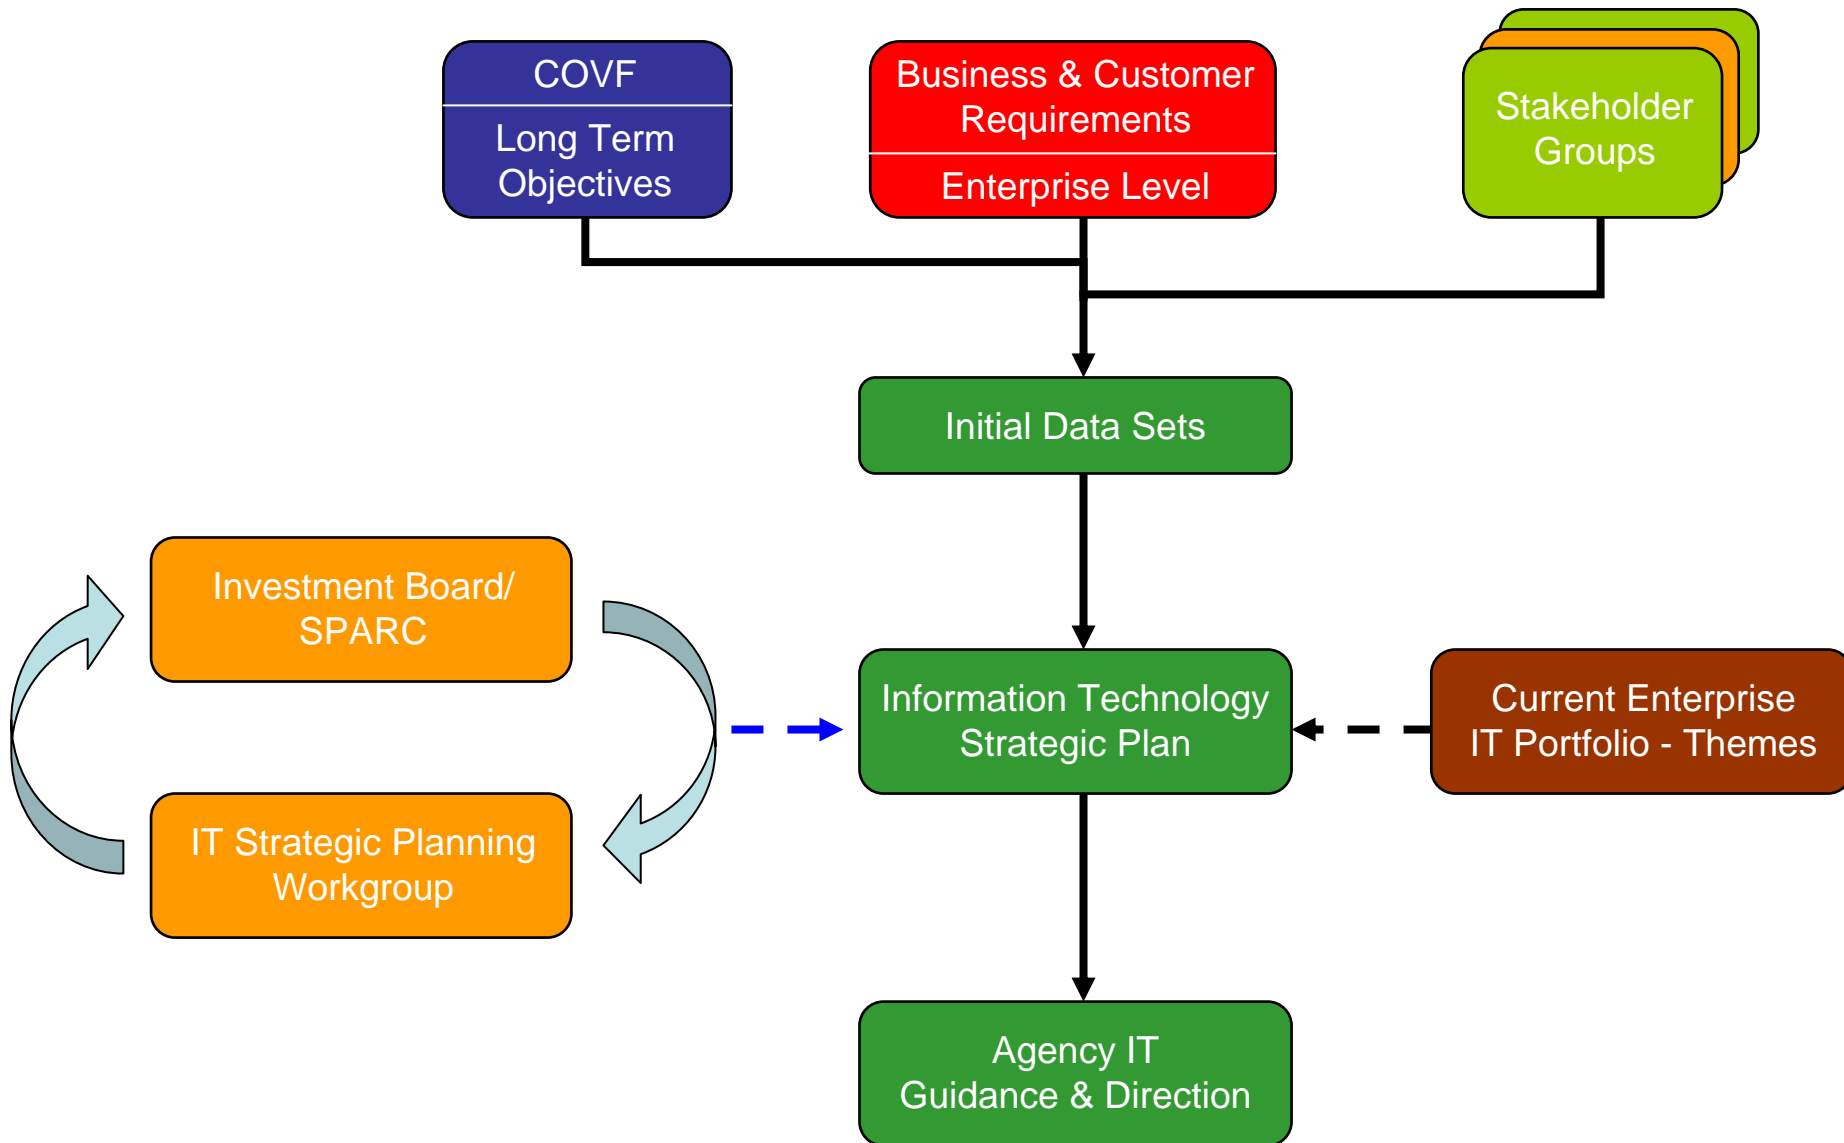 COVF
Long Term
Objectives
Business & Customer
Requirements
Enterprise Level
Stakeholder
Groups
Initial Data Sets
Investment Board/
SPARC
Information Technology
Strategic Plan
Current Enterprise
IT Portfolio - Themes
IT Strategic Planning
Workgroup
Agency IT
Guidance & Direction